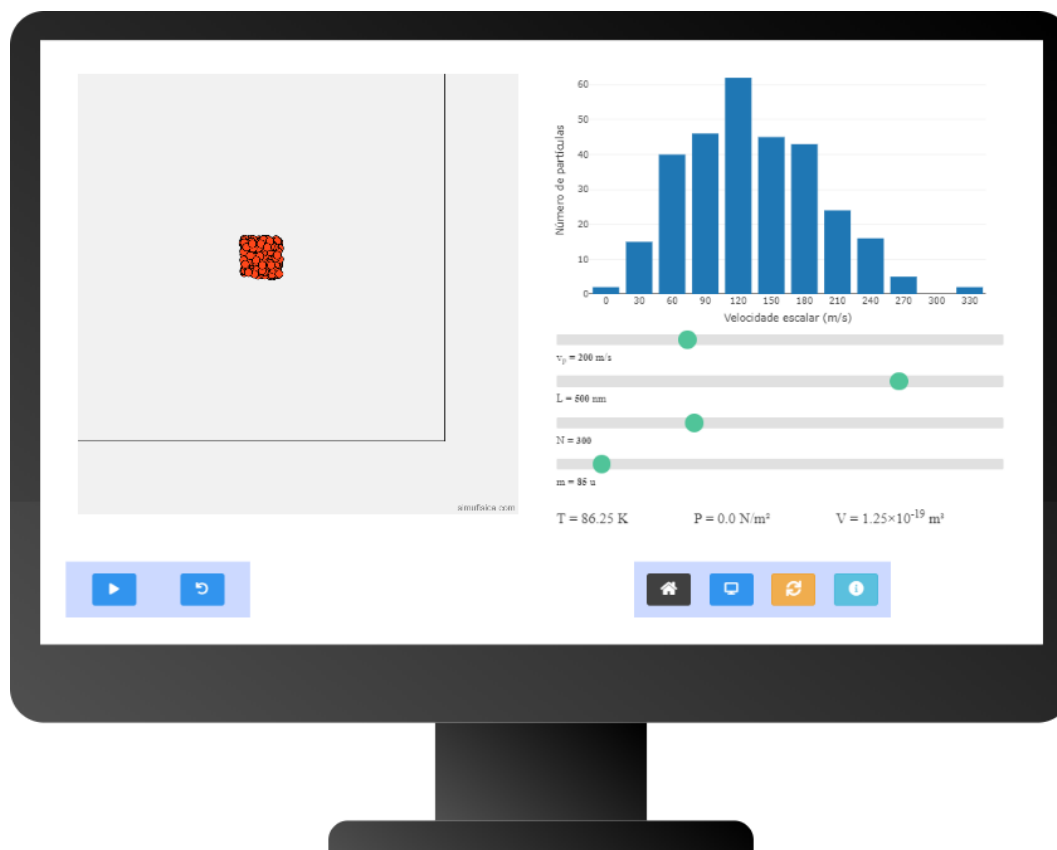 60
50
40
30
20
10
0
Número de partículas
0 30 60 90 120 150 180 210 240 270 300 330
Velocidade escalar (m/s)
vₚ = 200 m/s
L = 500 nm
N = 300
m = 85 u
simufisica.com
T = 86.25 K P = 0.0 N/m² V = 1.25×10⁻¹⁹ m³